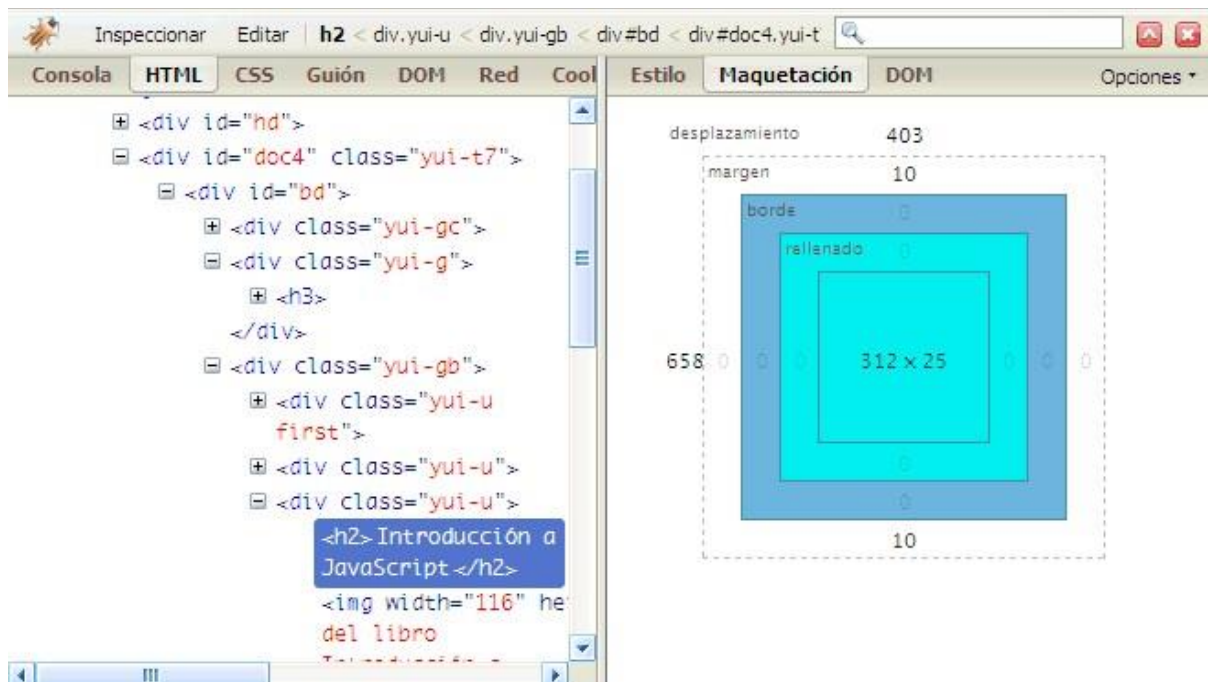 Inspeccionar Editar h2 < div.yui-u < div.yui-gb < div#bd < div#doc4.yui-t
Consola HTML CSS Guión DOM Red Cool
Estilo Maquetación DOM Opciones
<div id="hd">
<div id="doc4" class="yui-t7">
<div id="bd">
<div class="yui-gc">
<div class="yui-g">
<h3>
</div>
<div class="yui-gb">
<div class="yui-u
first">
<div class="yui-u">
<div class="yui-u">
<h2>Introducción a
JavaScript</h2>
<img width="116" he
del libro
desplazamiento 403
margen 10
borde 0
rellenado 0
658 0 0 0 312 × 25 0 0 0
0
0
10